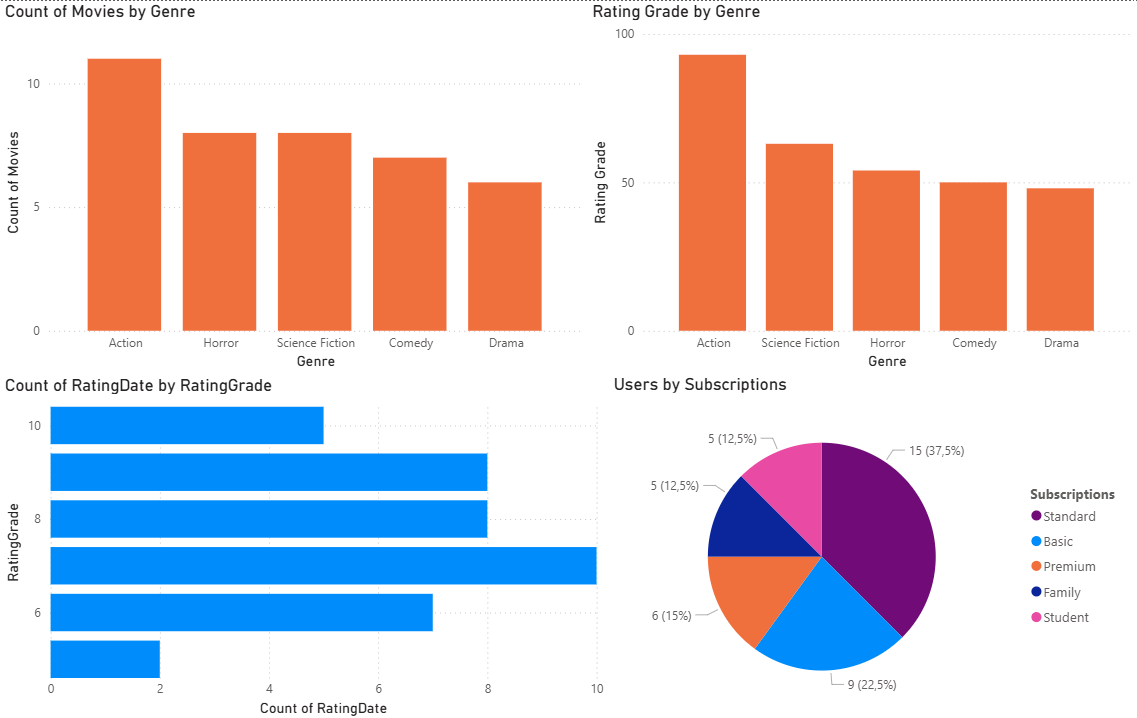 Count of Movies by Genre
10
5
0
Count of Movies
Action Horror Science Fiction Comedy Drama
Genre
Rating Grade by Genre
100
50
0
Rating Grade
Action Science Fiction Horror Comedy Drama
Genre
Count of RatingDate by RatingGrade
10
8
6
RatingGrade
0 2 4 6 8 10
Count of RatingDate
Users by Subscriptions
15 (37,5%)
9 (22,5%)
6 (15%)
5 (12,5%)
5 (12,5%)
Subscriptions
Standard
Basic
Premium
Family
Student